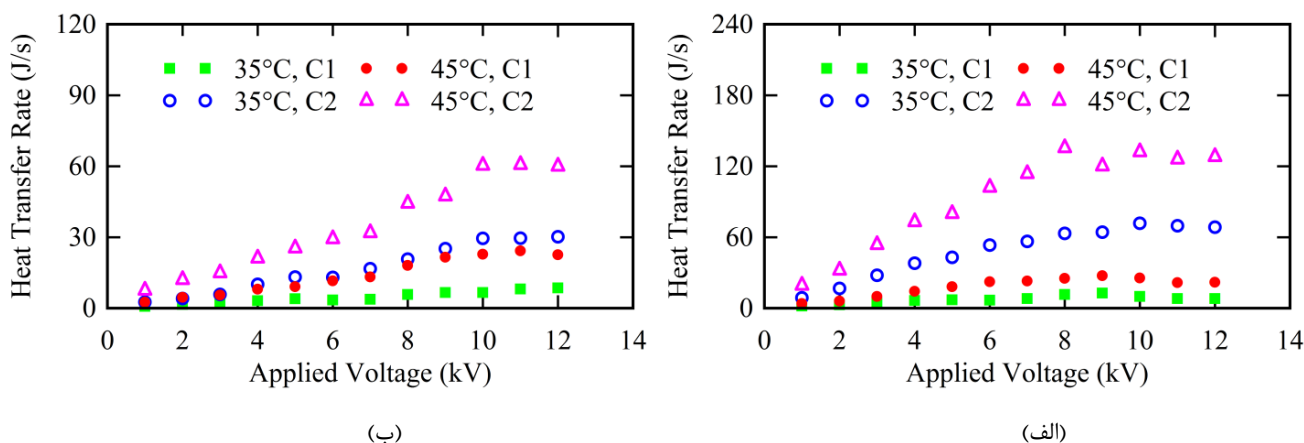 Heat Transfer Rate (J/s)
120
90
60
30
0
35°C, C1
45°C, C1
35°C, C2
45°C, C2
0 2 4 6 8 10 12 14
Applied Voltage (kV)
(ب)
Heat Transfer Rate (J/s)
240
180
120
60
0
35°C, C1
45°C, C1
35°C, C2
45°C, C2
0 2 4 6 8 10 12 14
Applied Voltage (kV)
(الف)